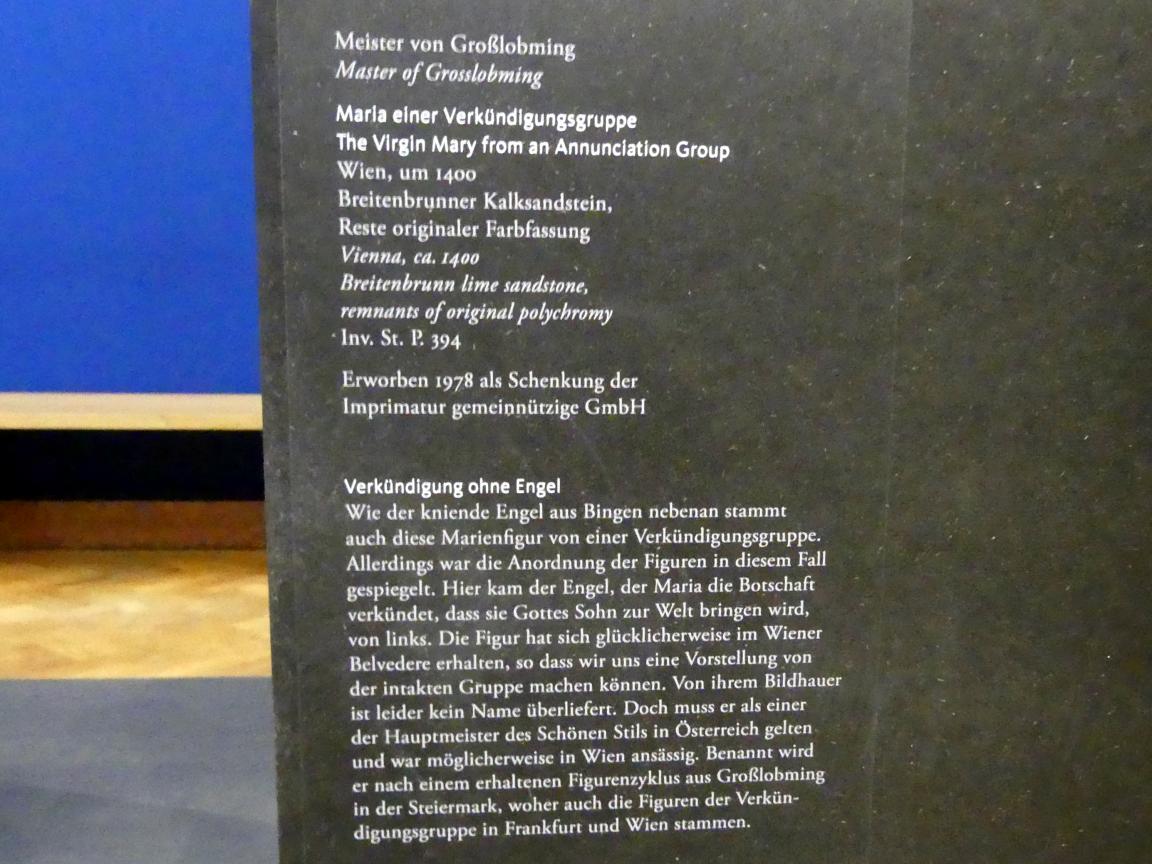 Meister von Großlobming
Master of Grosslobming
Maria einer Verkündigungsgruppe
The Virgin Mary from an Annunciation Group
Wien, um 1400
Breitenbrunner Kalksandstein,
Reste originaler Farbfassung
Vienna, ca. 1400
Breitenbrunn lime sandstone,
remnants of original polychromy
Inv. St. P. 394
Erworben 1978 als Schenkung der
Imprimatur gemeinnützige GmbH
Verkündigung ohne Engel
Wie der kniende Engel aus Bingen nebenan stammt
auch diese Marienfigur von einer Verkündigungsgruppe.
Allerdings war die Anordnung der Figuren in diesem Fall
gespiegelt. Hier kam der Engel, der Maria die Botschaft
verkündet, dass sie Gottes Sohn zur Welt bringen wird,
von links. Die Figur hat sich glücklicherweise im Wiener
Belvedere erhalten, so dass wir uns eine Vorstellung von
der intakten Gruppe machen können. Von ihrem Bildhauer
ist leider kein Name überliefert. Doch muss er als einer
der Hauptmeister des Schönen Stils in Österreich gelten
und war möglicherweise in Wien ansässig. Benannt wird
er nach einem erhaltenen Figurenzyklus aus Großlobming
in der Steiermark, woher auch die Figuren der Verkün-
digungsgruppe in Frankfurt und Wien stammen.